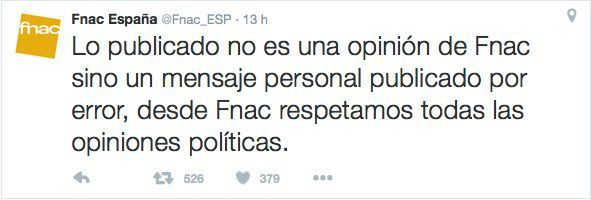 fnac
Fnac España @Fnac_ESP · 13 h
Lo publicado no es una opinión de Fnac
sino un mensaje personal publicado por
error, desde Fnac respetamos todas las
opiniones políticas.
526 379